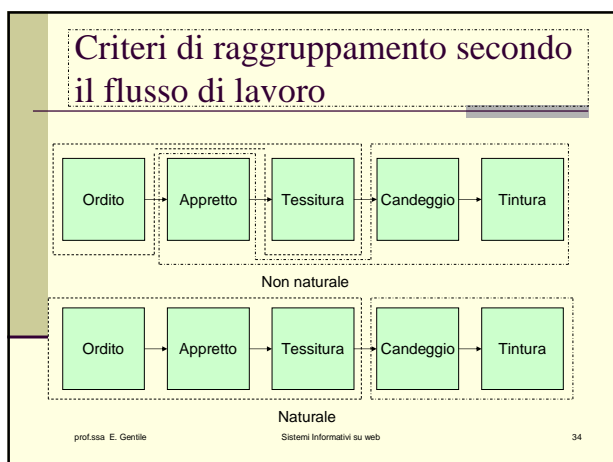 Criteri di raggruppamento secondo
il flusso di lavoro
Ordito Appretto Tessitura Candeggio Tintura
Non naturale
Ordito Appretto Tessitura Candeggio Tintura
Naturale
prof.ssa E. Gentile Sistemi Informativi su web 34